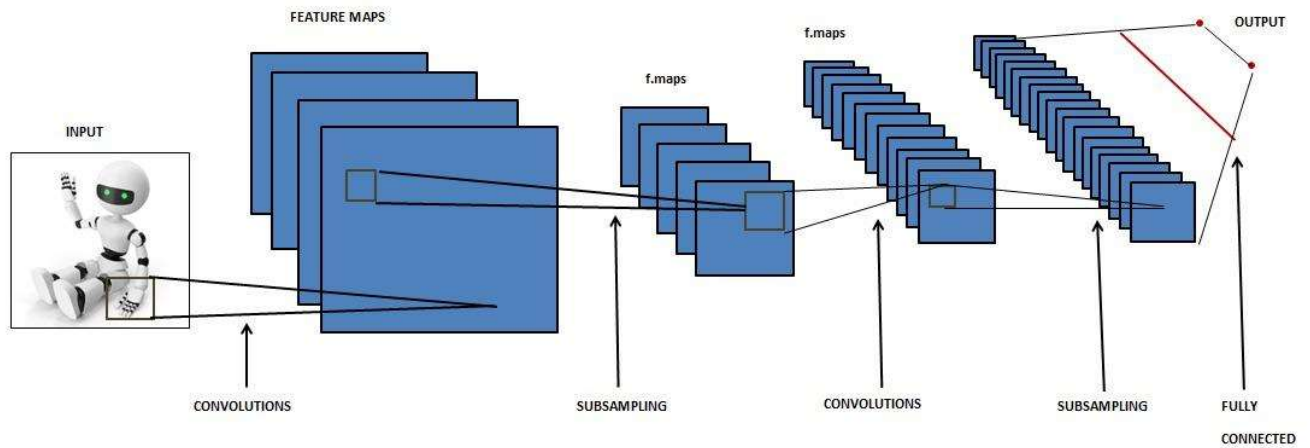 FEATURE MAPS
OUTPUT
f.maps
f.maps
INPUT
CONVOLUTIONS
SUBSAMPLING
CONVOLUTIONS
SUBSAMPLING
FULLY
CONNECTED